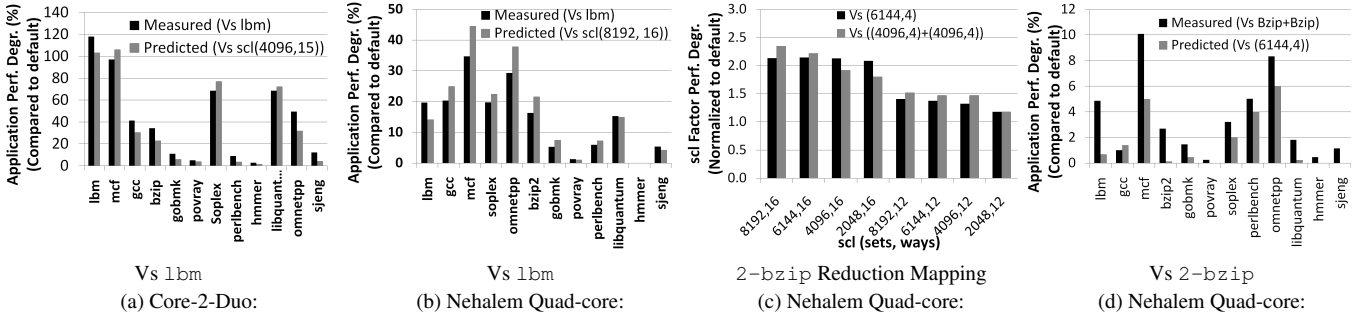 Application Perf. Degr. (%)
(Compared to default)
140
120
100
80
60
40
20
0
Measured (Vs lbm)
Predicted (Vs scl(4096,15))
lbm
mcf
gcc
bzip
gobmk
povray
Soplex
perlbench
hmmer
libquant...
omnetpp
sjeng
Vs lbm
(a) Core-2-Duo:
Application Perf. Degr. (%)
(Compared to default)
50
40
30
20
10
0
Measured (Vs lbm)
Predicted (Vs scl(8192, 16))
lbm
gcc
mcf
soplex
omnetpp
bzip2
gobmk
povray
perlbench
libquantum
hmmer
sjeng
Vs lbm
(b) Nehalem Quad-core:
scl Factor Perf. Degr.
(Normalized to default)
3.0
2.5
2.0
1.5
1.0
0.5
0.0
Vs (6144,4)
Vs ((4096,4)+(4096,4))
8192,16
6144,16
4096,16
2048,16
8192,12
6144,12
4096,12
2048,12
scl (sets, ways)
2-bzip Reduction Mapping
(c) Nehalem Quad-core:
Application Perf. Degr. (%)
(Compared to default)
12
10
8
6
4
2
0
Measured (Vs Bzip+Bzip)
Predicted (Vs (6144,4))
lbm
gcc
mcf
bzip2
gobmk
povray
soplex
perlbench
omnetpp
libquantum
hmmer
sjeng
Vs 2-bzip
(d) Nehalem Quad-core: